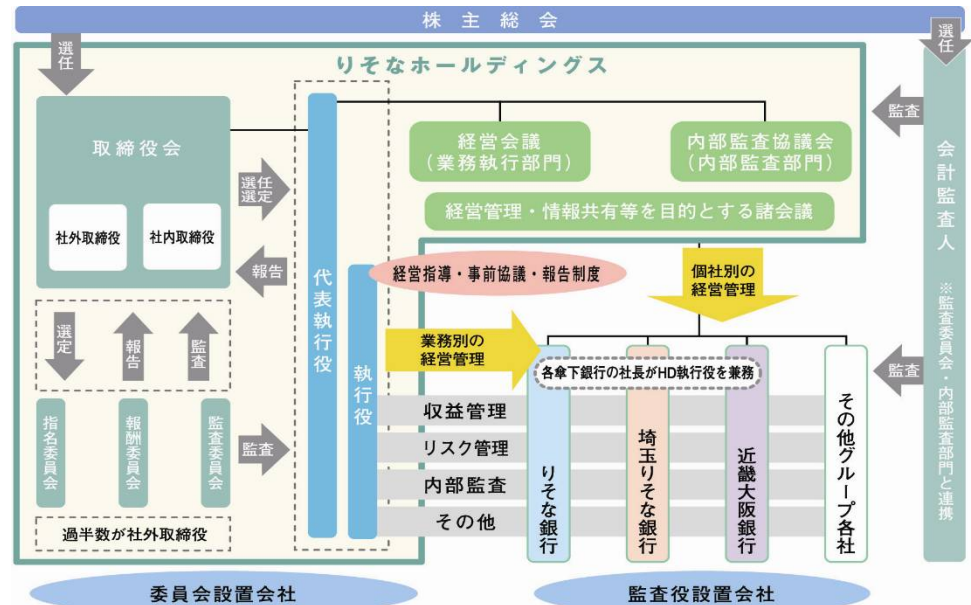 株主総会
選任
選任
りそなホールディングス
取締役会
社外取締役
社内取締役
選任
選定
報告
代表執行役
執行役
経営会議
（業務執行部門）
内部監査協議会
（内部監査部門）
経営管理・情報共有等を目的とする諸会議
監査
会計監査人
※監査委員会・内部監査部門と連携
経営指導・事前協議・報告制度
個社別の
経営管理
業務別の
経営管理
選定
報告
監査
指名委員会
報酬委員会
監査委員会
監査
過半数が社外取締役
各傘下銀行の社長がHD執行役を兼務
監査
収益管理
リスク管理
内部監査
その他
りそな銀行
埼玉りそな銀行
近畿大阪銀行
その他グループ各社
委員会設置会社
監査役設置会社